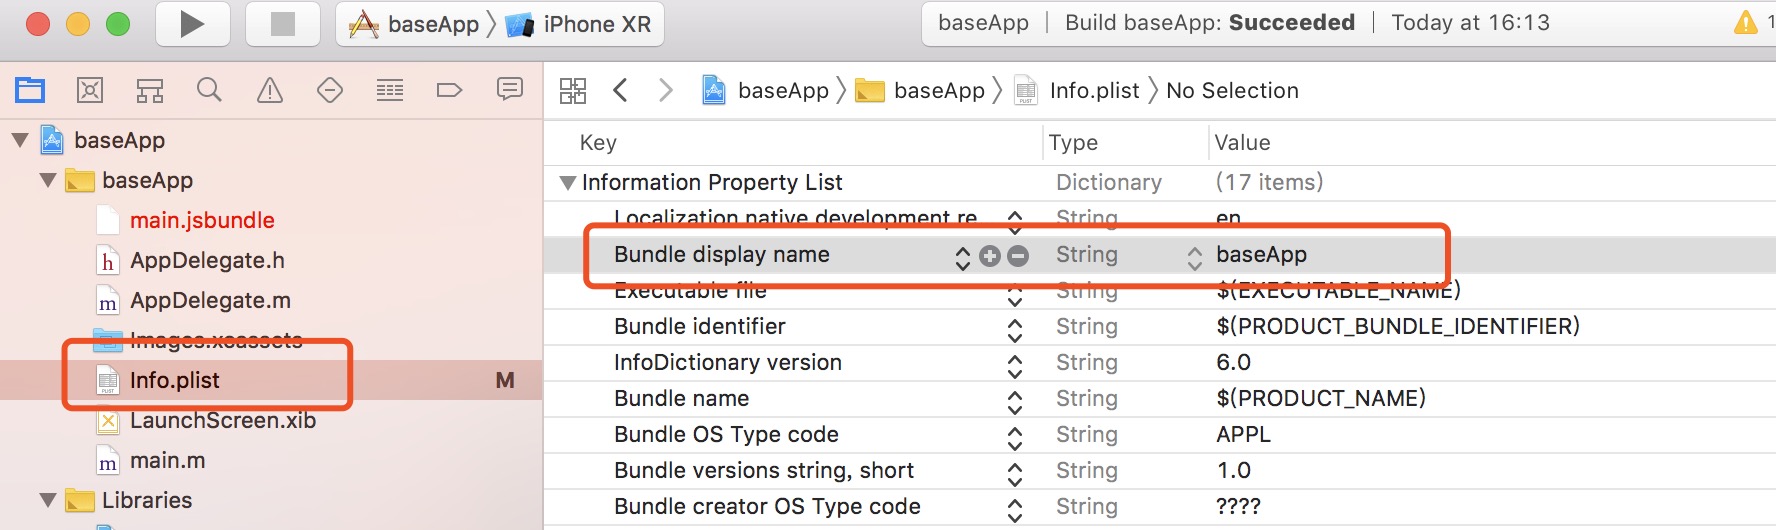 baseApp 〉 iPhone XR
baseApp | Build baseApp: Succeeded | Today at 16:13
1
baseApp 〉 baseApp 〉 Info.plist 〉 No Selection
baseApp
baseApp
main.jsbundle
h AppDelegate.h
m AppDelegate.m
Images.xcassets
PLIST Info.plist M
LaunchScreen.xib
m main.m
Libraries
Key Type Value
Information Property List Dictionary (17 items)
Localization native development re... String en
Bundle display name String baseApp
Executable file String $(EXECUTABLE_NAME)
Bundle identifier String $(PRODUCT_BUNDLE_IDENTIFIER)
InfoDictionary version String 6.0
Bundle name String $(PRODUCT_NAME)
Bundle OS Type code String APPL
Bundle versions string, short String 1.0
Bundle creator OS Type code String ????